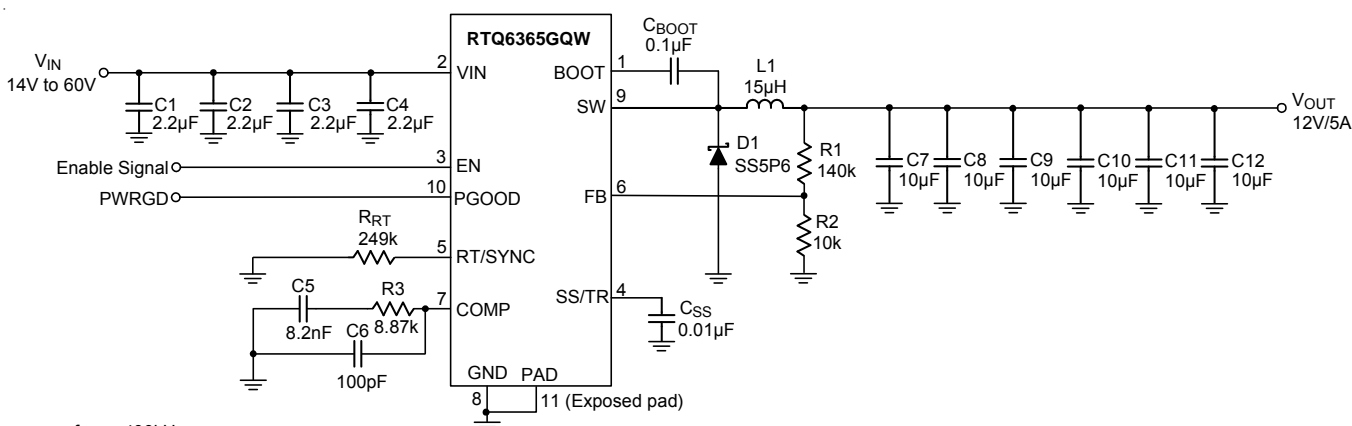 RTQ6365GQW
VIN
14V to 60V
2
VIN
C1
2.2µF
C2
2.2µF
C3
2.2µF
C4
2.2µF
Enable Signal
3
EN
PWRGD
10
PGOOD
RRT
249k
5
RT/SYNC
C5
8.2nF
R3
8.87k
7
COMP
C6
100pF
GND
8
PAD
11 (Exposed pad)
CBOOT
0.1µF
BOOT
1
SW
9
L1
15µH
D1
SS5P6
R1
140k
FB
6
R2
10k
SS/TR
4
CSS
0.01µF
C7
10µF
C8
10µF
C9
10µF
C10
10µF
C11
10µF
C12
10µF
VOUT
12V/5A